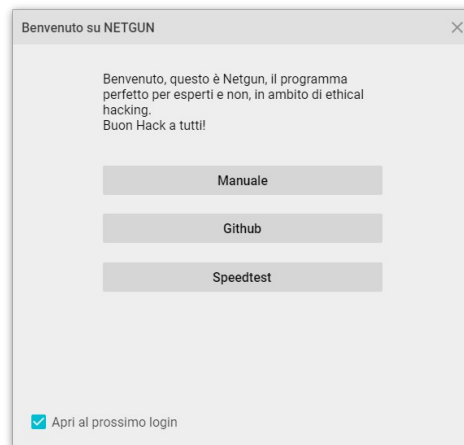 Benvenuto su NETGUN
Benvenuto, questo è Netgun, il programma
perfetto per esperti e non, in ambito di ethical
hacking.
Buon Hack a tutti!
Manuale
Github
Speedtest
Apri al prossimo login